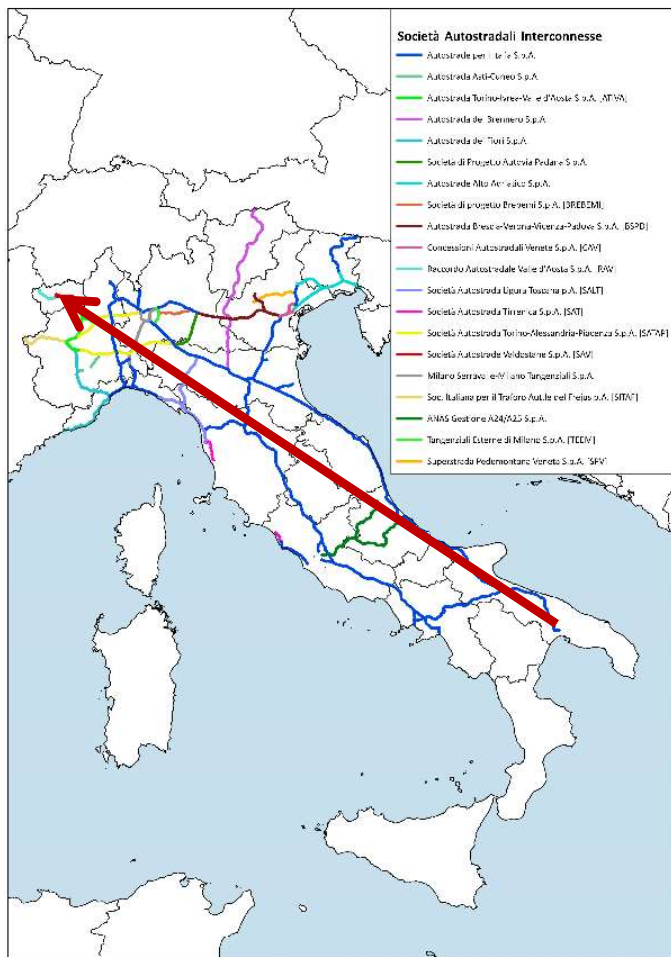 Società Autostradali Interconnesse
Autostrade per l'Italia S.p.A.
Autostrada Asti-Cuneo S.p.A.
Autostrada Torino-Ivrea-Valle d'Aosta S.p.A. [ATIVA]
Autostrada del Brennero S.p.A.
Autostrada dei Fiori S.p.A.
Società di Progetto Autovia Padana S.p.A.
Autostrade Alto Adriatico S.p.A.
Società di progetto Brebemi S.p.A. [BREBEMI]
Autostrada Brescia-Verona-Vicenza-Padova S.p.A. [BSPD]
Concessioni Autostradali Venete S.p.A. [CAV]
Raccordo Autostradale Valle d'Aosta S.p.A. [RAV]
Società Autostrada Ligure Toscana p.A. [SALT]
Società Autostrada Tirrenica S.p.A. [SAT]
Società Autostrada Torino-Alessandria-Piacenza S.p.A. [SATAP]
Società Autostrade Valdostane S.p.A. [SAV]
Milano Serravalle-Milano Tangenziali S.p.A.
Soc. Italiana per il Traforo Aut.le del Frejus s.p.A. [SITAF]
ANAS Gestione A24/A25 S.p.A.
Tangenziali Esterne di Milano S.p.A. [TEEM]
Superstrada Pedemontana Veneta S.p.A. [SPV]